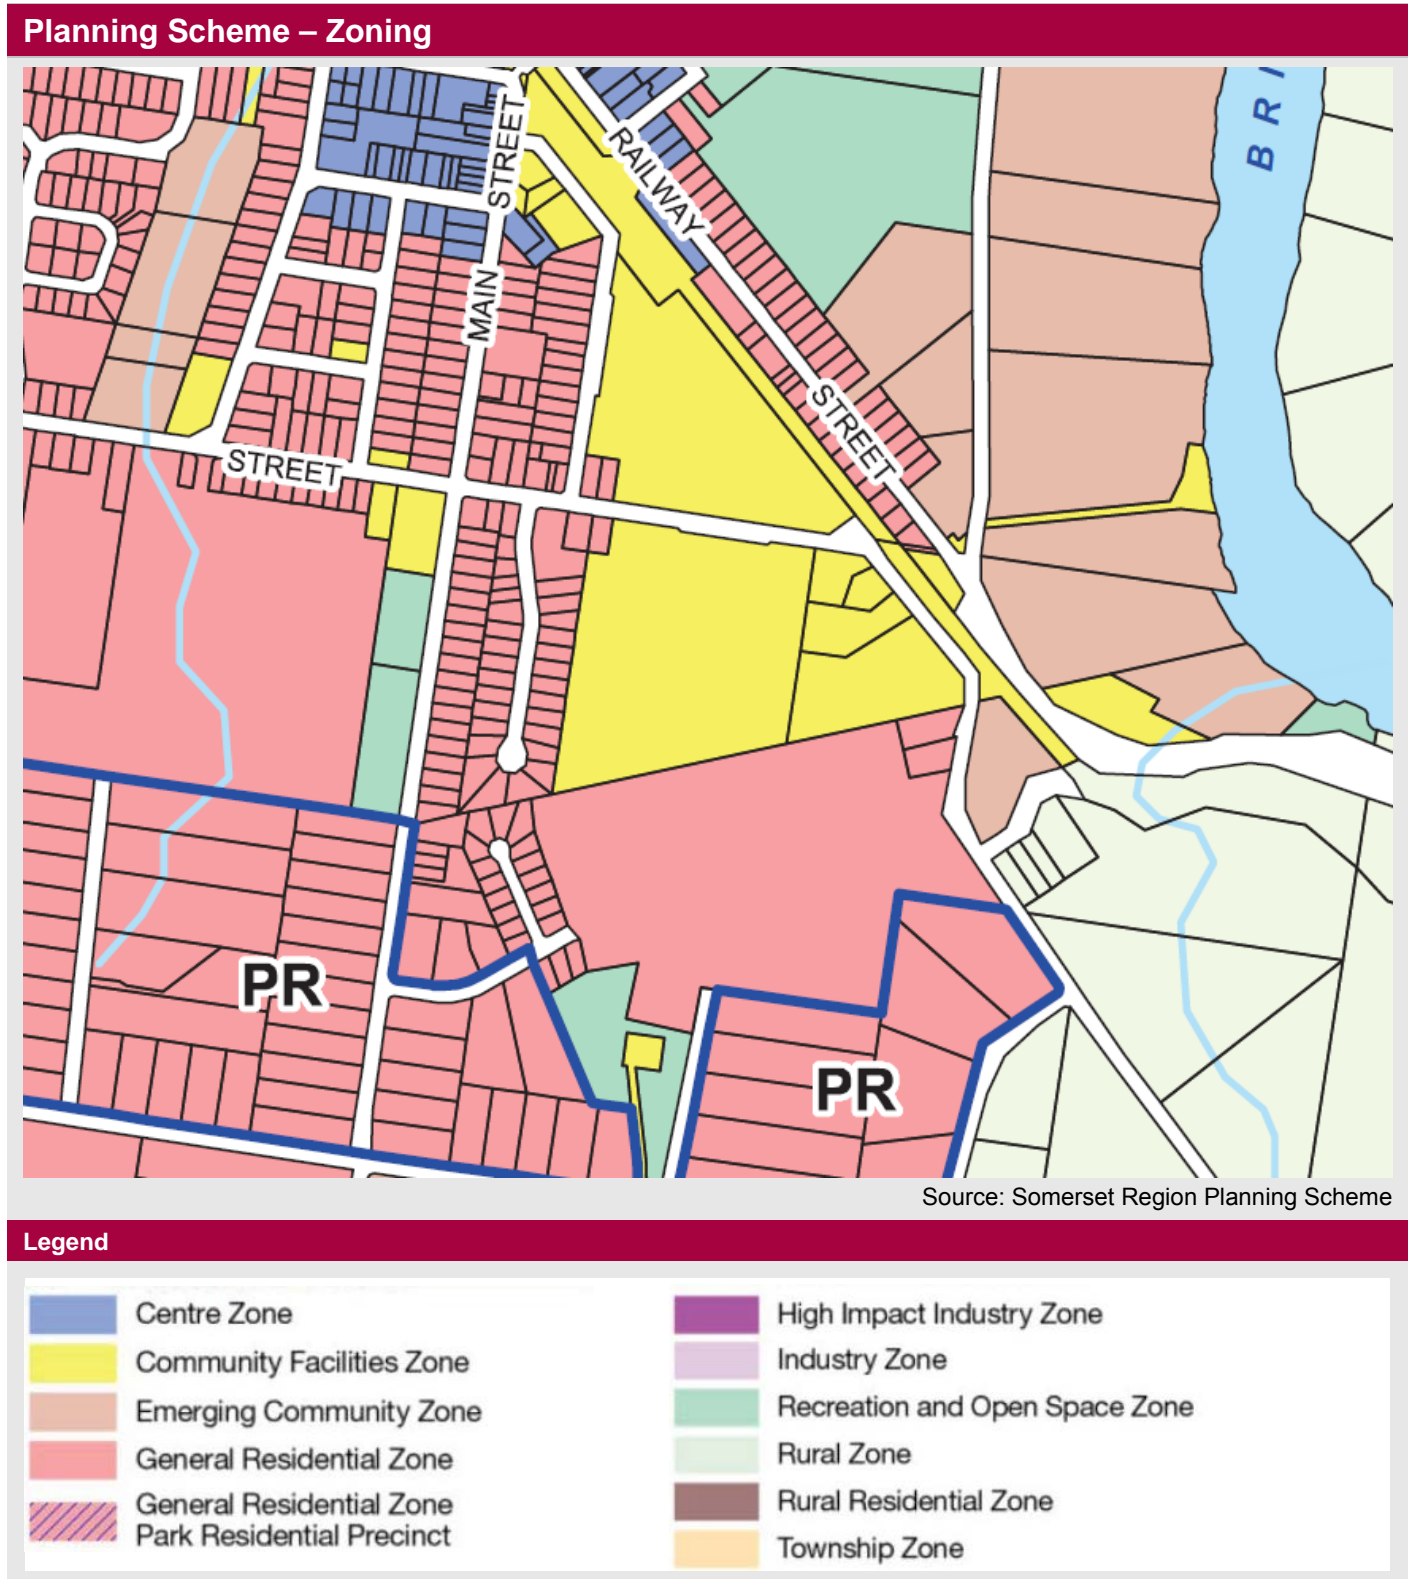 Planning Scheme – Zoning
BRI
STREET
MAIN
RAILWAY
STREET
STREET
PR
PR
Source: Somerset Region Planning Scheme
Legend
Centre Zone
Community Facilities Zone
Emerging Community Zone
General Residential Zone
General Residential Zone
Park Residential Precinct
High Impact Industry Zone
Industry Zone
Recreation and Open Space Zone
Rural Zone
Rural Residential Zone
Township Zone